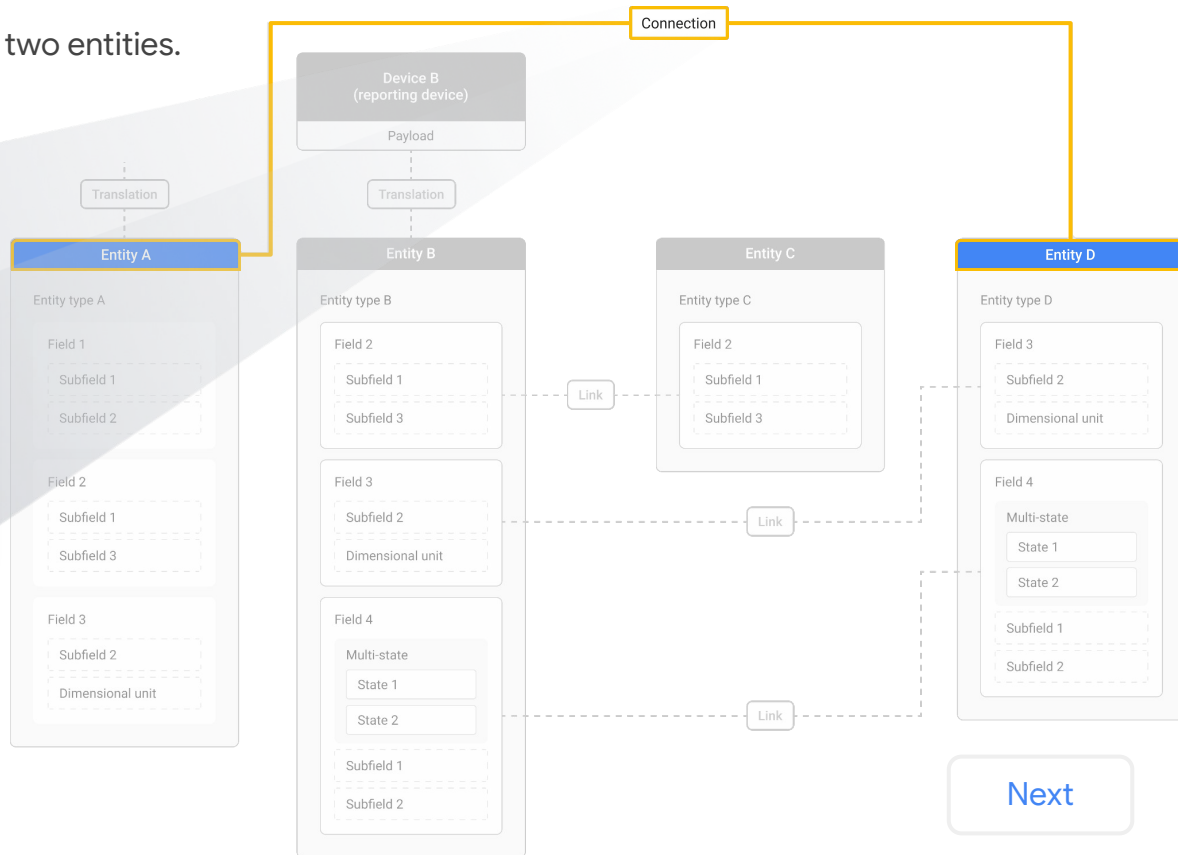 Connection
two entities.
Device B
(reporting device)
Payload
Translation
Translation
Entity A
Entity type A
Field 1
Subfield 1
Subfield 2
Field 2
Subfield 1
Subfield 3
Field 3
Subfield 2
Dimensional unit
Entity B
Entity type B
Field 2
Subfield 1
Subfield 3
Field 3
Subfield 2
Dimensional unit
Field 4
Multi-state
State 1
State 2
Subfield 1
Subfield 2
Link
Link
Link
Entity C
Entity type C
Field 2
Subfield 1
Subfield 3
Entity D
Entity type D
Field 3
Subfield 2
Dimensional unit
Field 4
Multi-state
State 1
State 2
Subfield 1
Subfield 2
Next